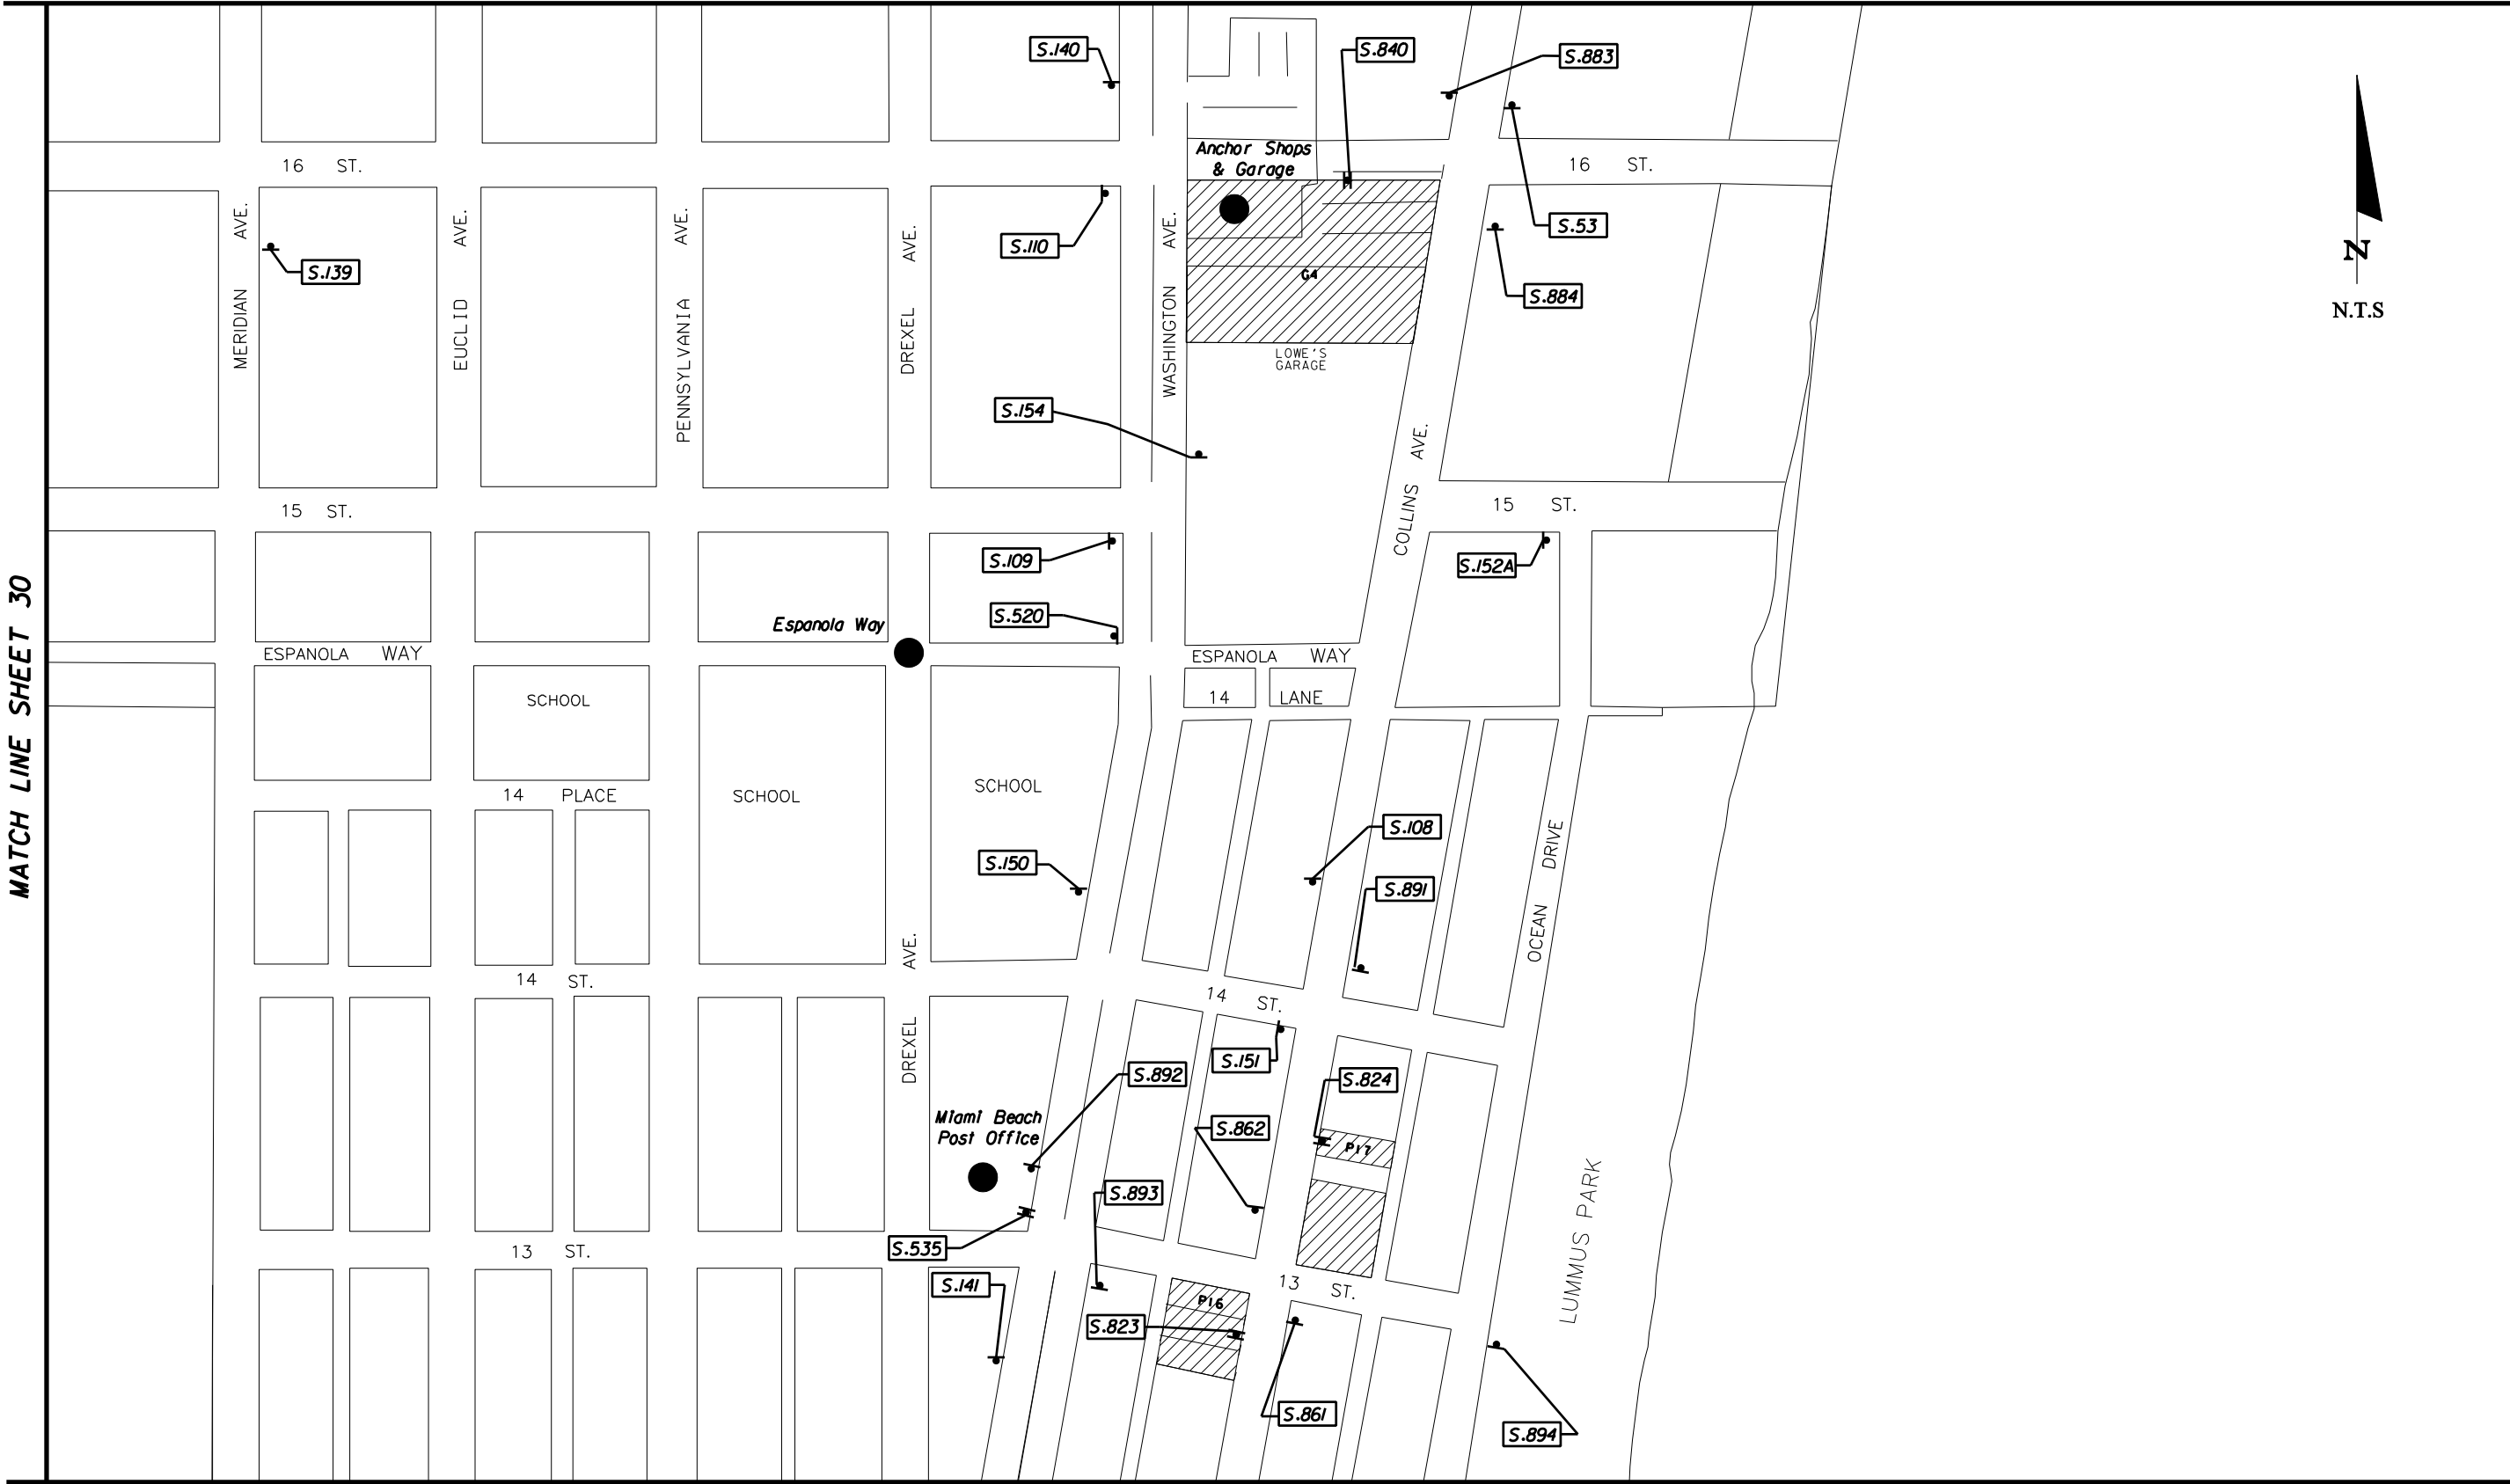 S.140
S.840
S.883
16 ST.
Anchor Shops
& Garage
16 ST.
S.53
S.139
S.110
G4
S.884
N
N.T.S
MERIDIAN AVE.
EUCLID AVE.
PENNSYLVANIA AVE.
DREXEL AVE.
WASHINGTON AVE.
LOWE'S
GARAGE
S.154
COLLINS AVE.
15 ST.
15 ST.
S.109
S.152A
S.520
Espanola Way
ESPANOLA WAY
ESPANOLA WAY
MATCH LINE SHEET 30
SCHOOL
14 LANE
SCHOOL
SCHOOL
14 PLACE
S.108
S.150
S.891
OCEAN DRIVE
14 ST.
14 ST.
DREXEL AVE.
S.151
S.892
S.824
Miami Beach
Post Office
S.862
P17
S.893
LUMMUS PARK
S.535
13 ST.
S.141
13 ST.
P16
S.823
S.861
S.894